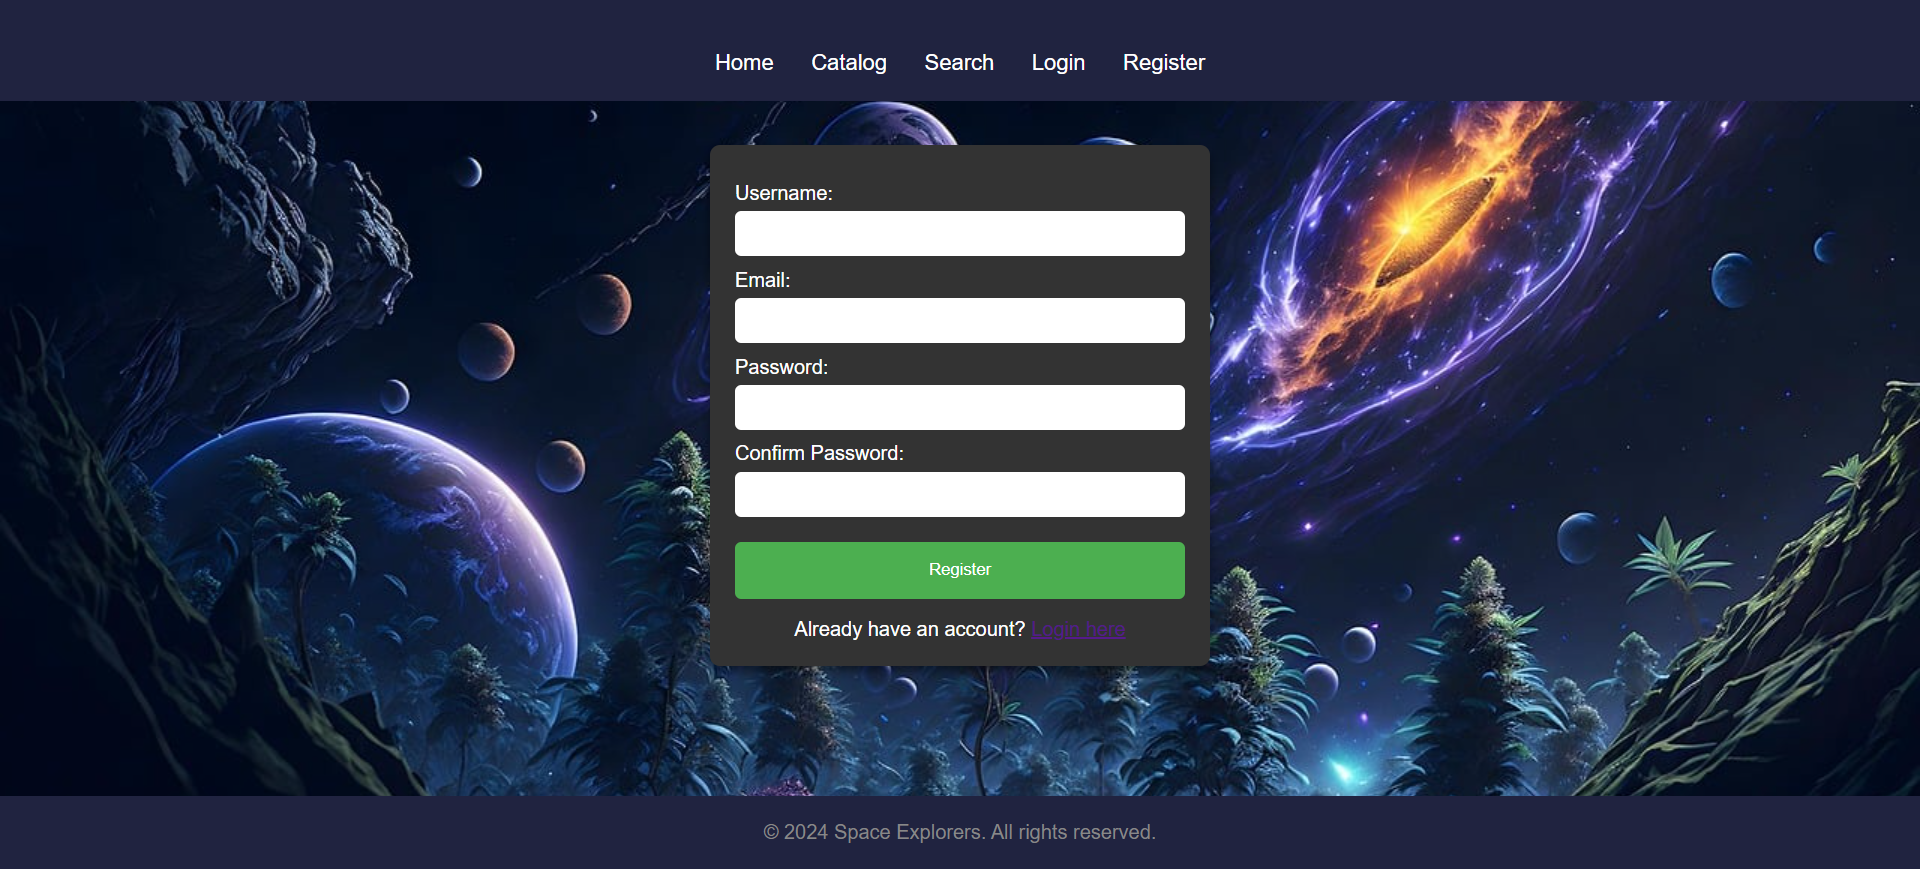 Home Catalog Search Login Register
Username:
Email:
Password:
Confirm Password:
Register
Already have an account? Login here
© 2024 Space Explorers. All rights reserved.